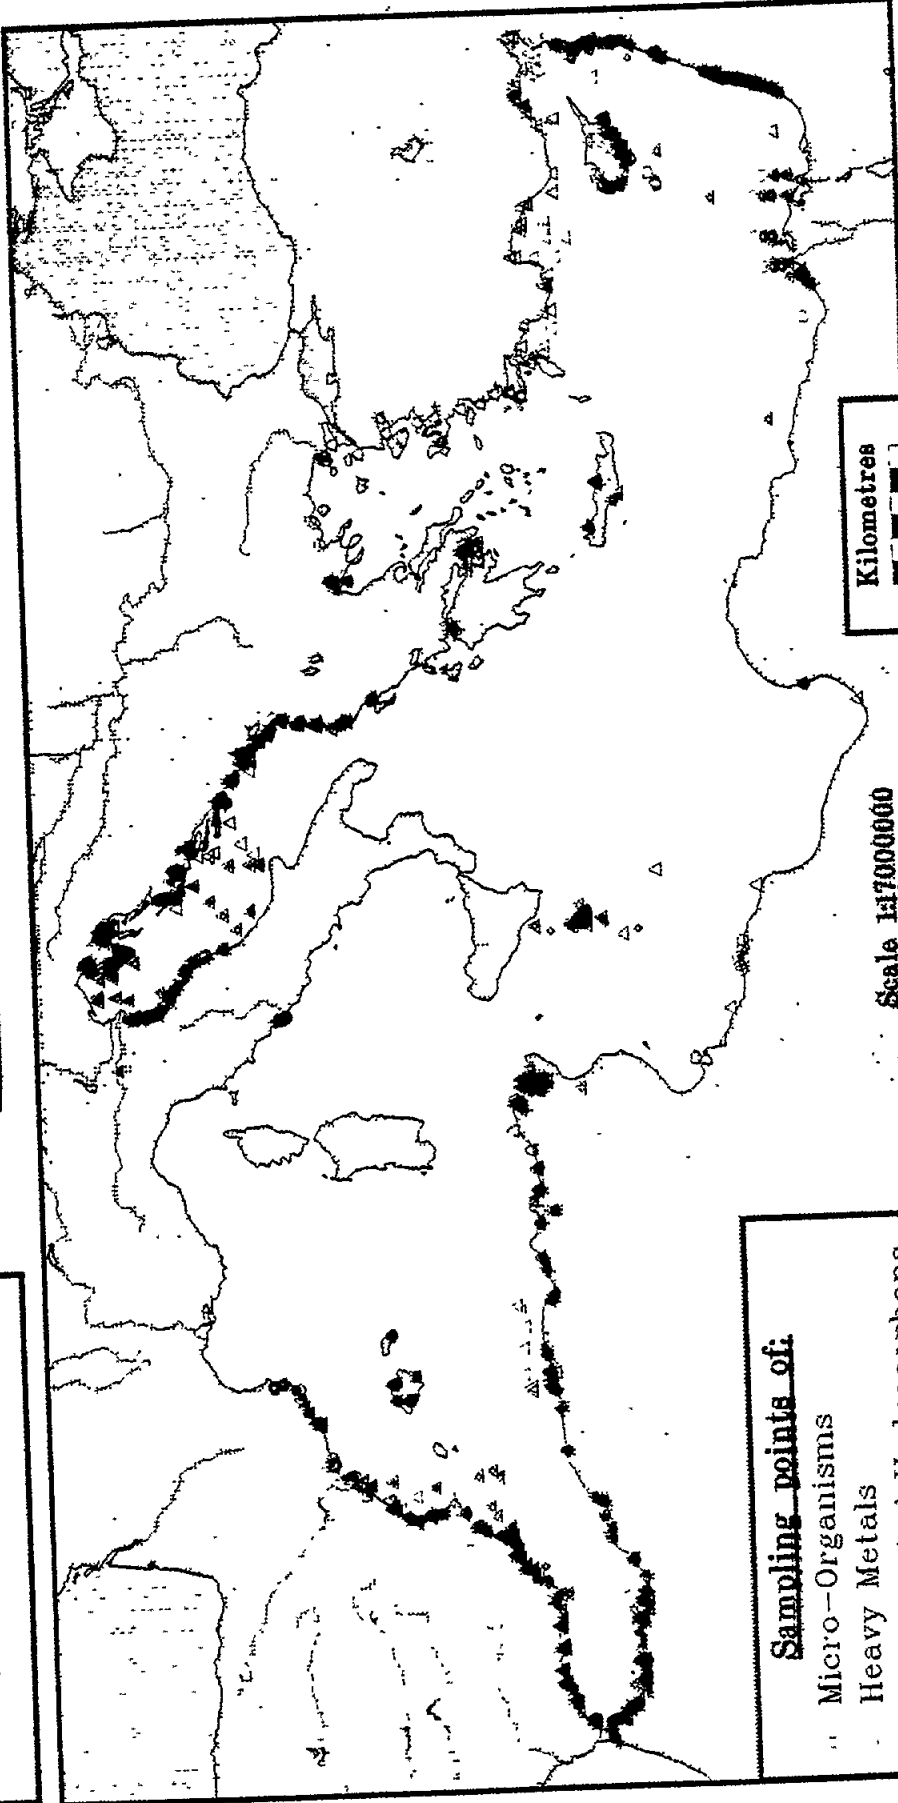 Sampling points of:
Micro-Organisms
Heavy Metals
Scale 1:17000000
Kilometres